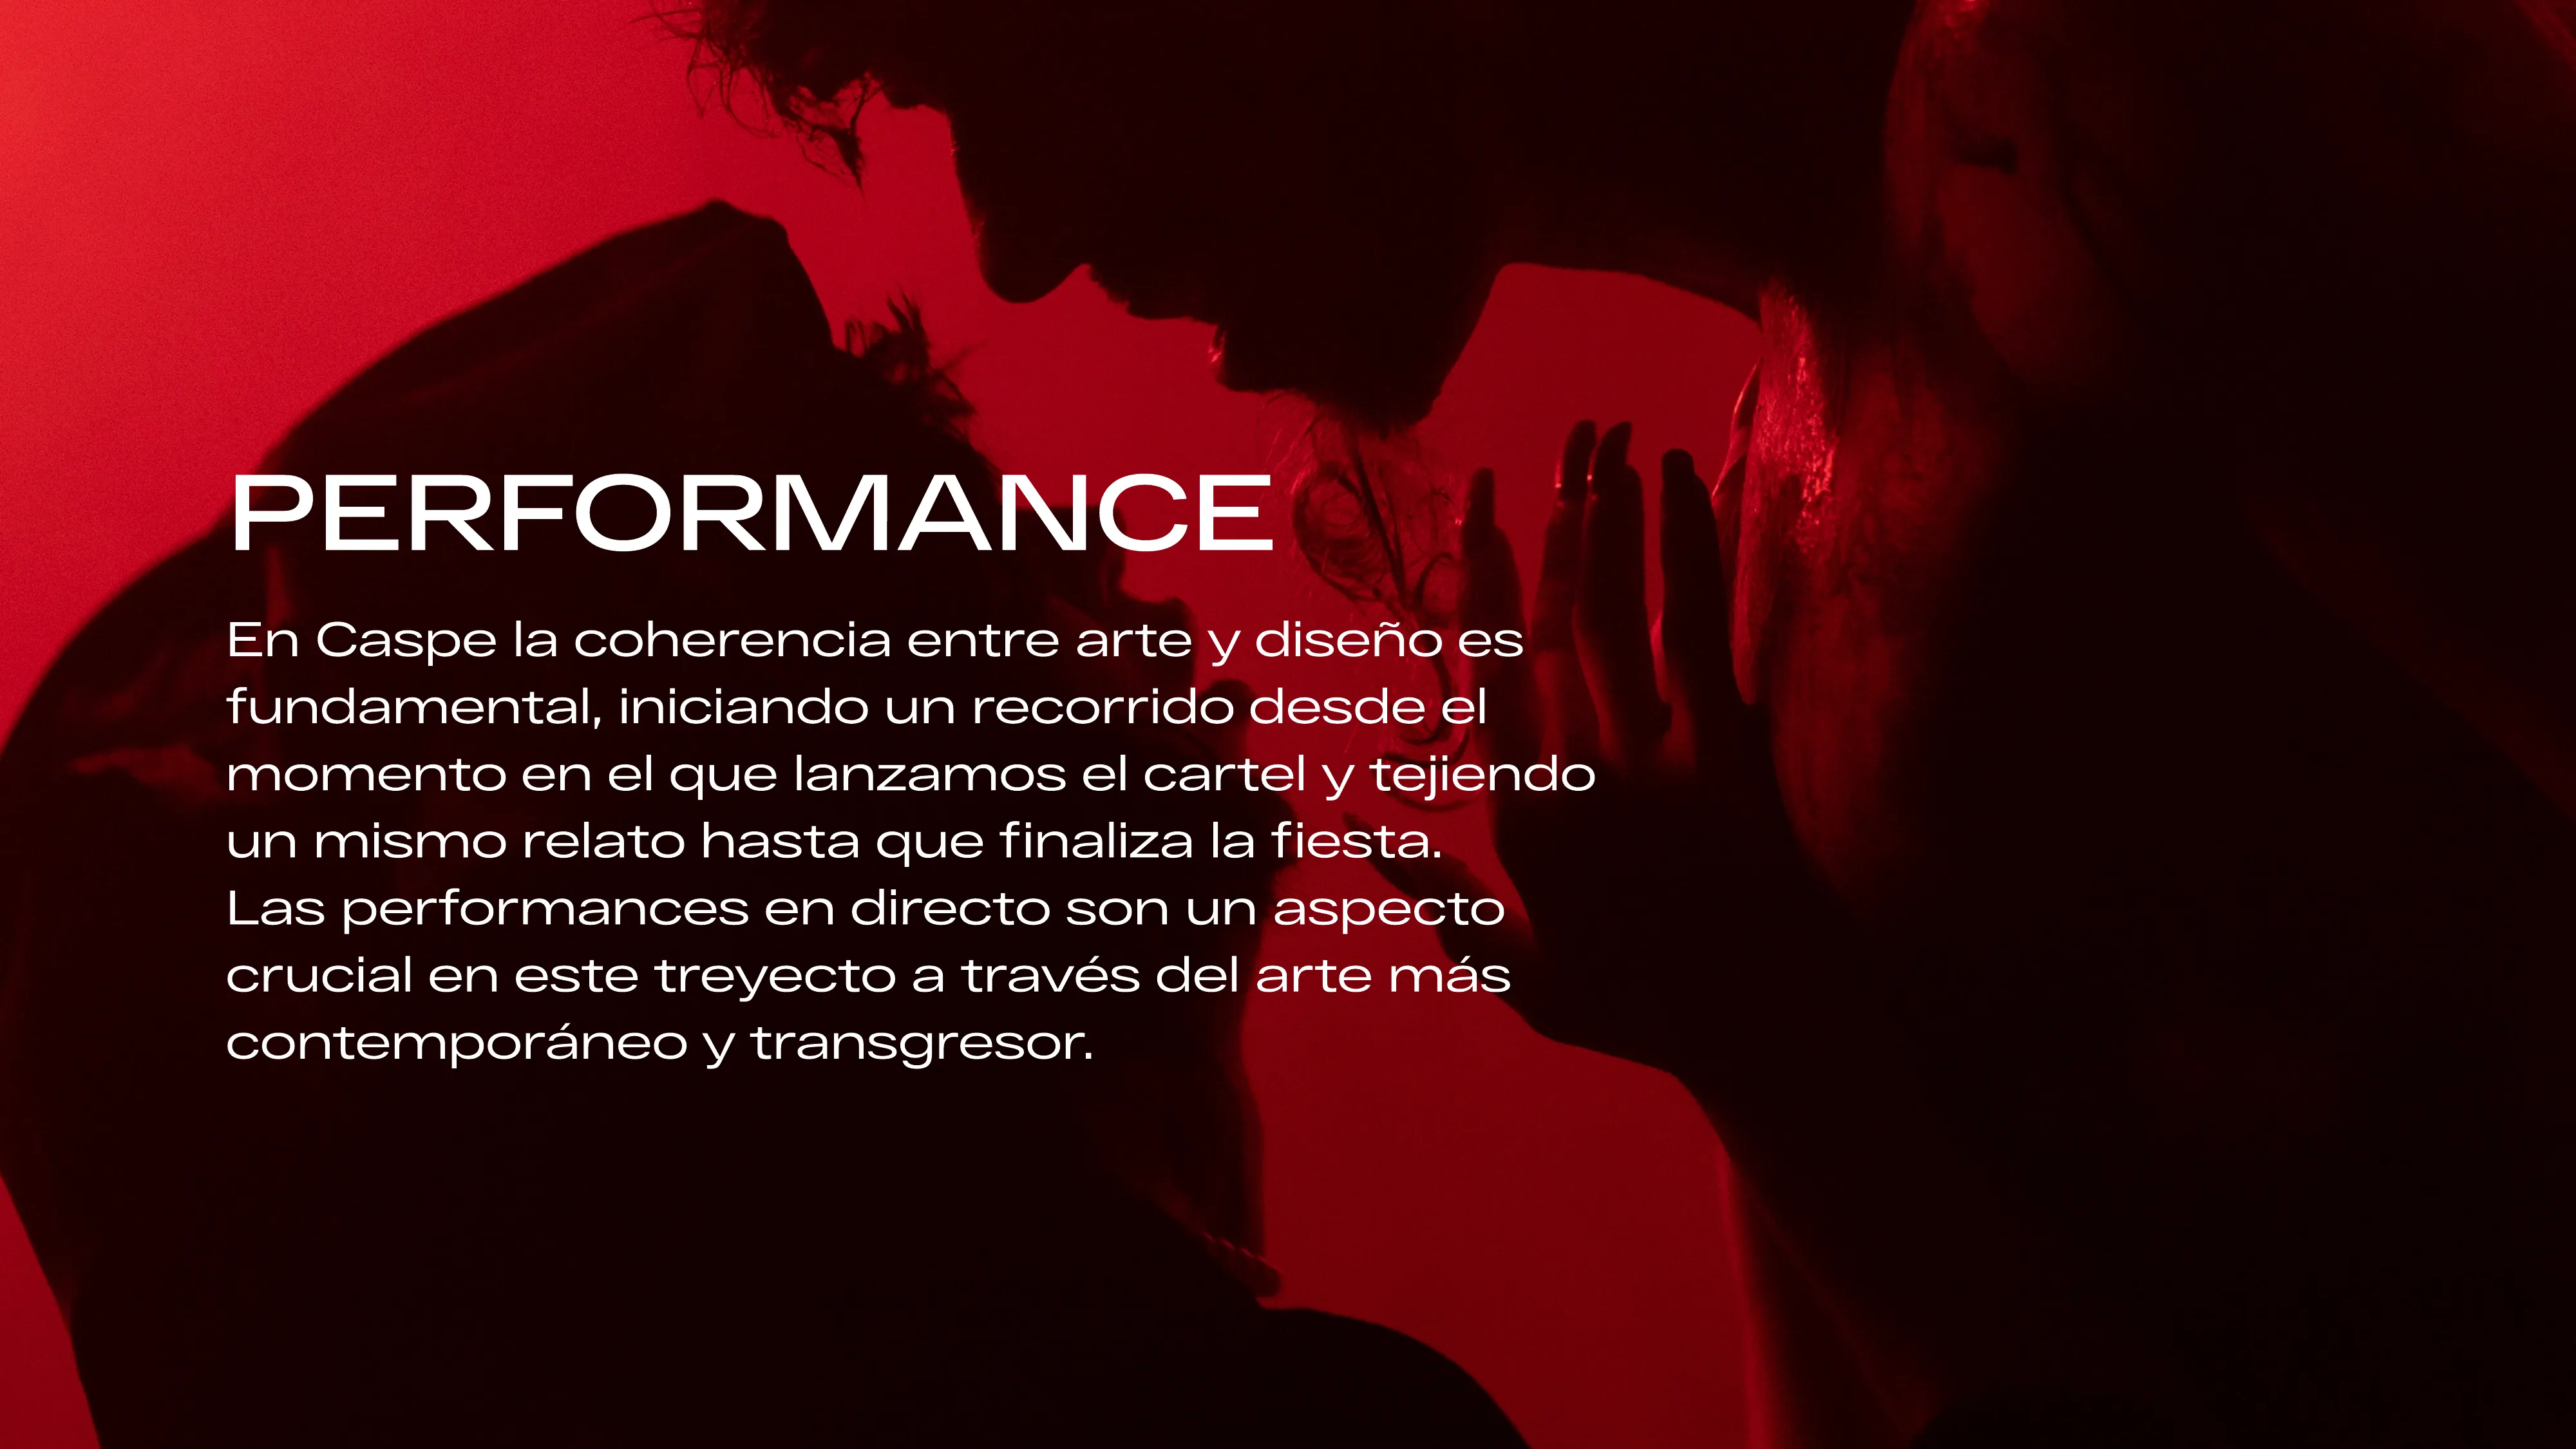 PERFORMANCE
En Caspe la coherencia entre arte y diseño es
fundamental, iniciando un recorrido desde el
momento en el que lanzamos el cartel y tejiendo
un mismo relato hasta que finaliza la fiesta.
Las performances en directo son un aspecto
crucial en este treyecto a través del arte más
contemporáneo y transgresor.